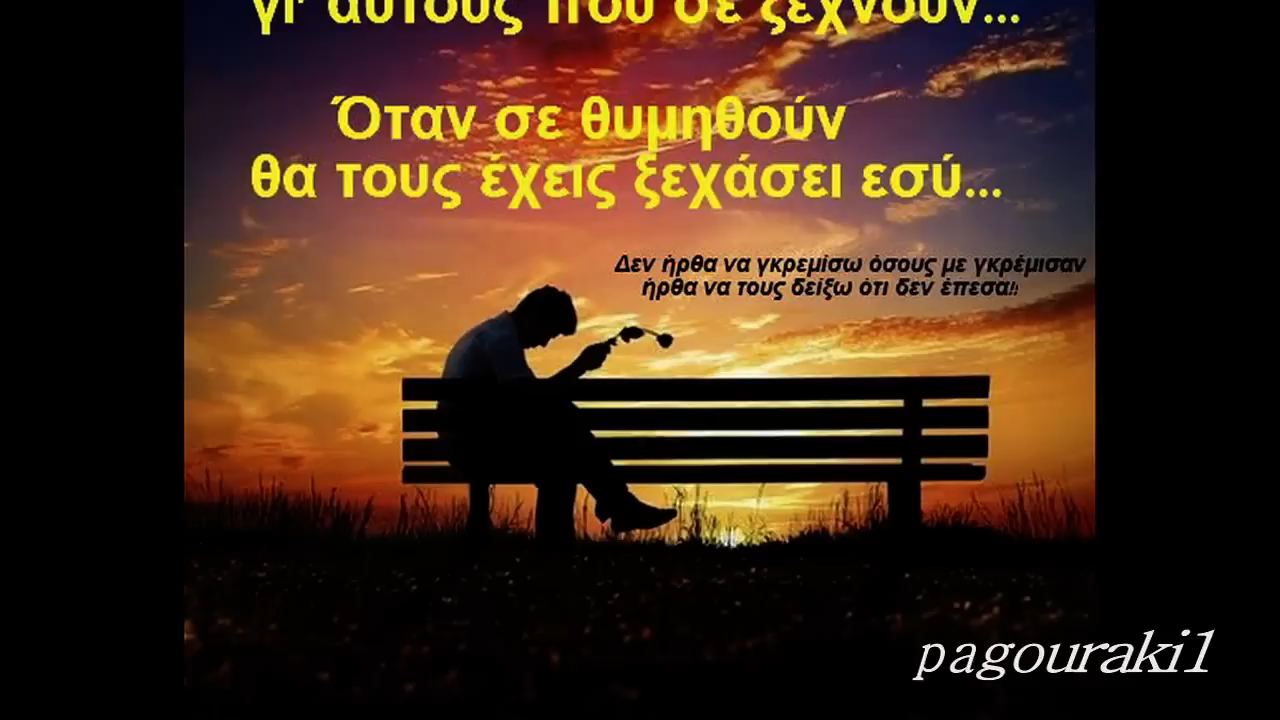 γι' αυτούς που σε ξεχνούν...
Όταν σε θυμηθούν
θα τους έχεις ξεχάσει εσύ...
Δεν ήρθα να γκρεμίσω όσους με γκρέμισαν
ήρθα να τους δείξω ότι δεν έπεσα!!
pagouraki1